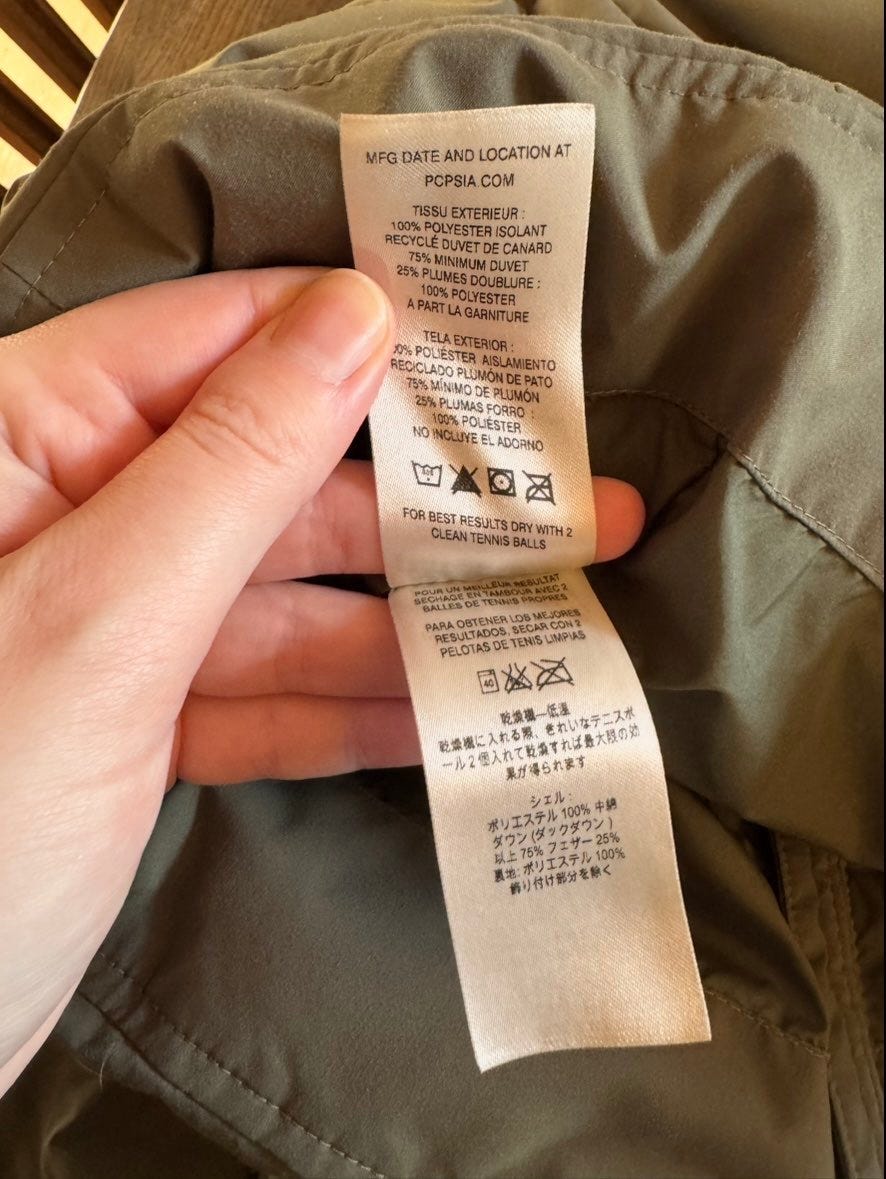 MFG DATE AND LOCATION AT
PCPSIA.COM
TISSU EXTERIEUR :
100% POLYESTER ISOLANT
RECYCLÉ DUVET DE CANARD
75% MINIMUM DUVET
25% PLUMES DOUBLURE :
100% POLYESTER
A PART LA GARNITURE
TELA EXTERIOR :
00% POLIÉSTER AISLAMIENTO
RECICLADO PLUMÓN DE PATO
75% MÍNIMO DE PLUMÓN
25% PLUMAS FORRO :
100% POLIÉSTER
NO INCLUYE EL ADORNO
FOR BEST RESULTS DRY WITH 2
CLEAN TENNIS BALLS
POUR UN MEILLEUR RESULTAT
SECHAGE EN TAMBOUR AVEC 2
BALLES DE TENNIS PROPRES
PARA OBTENER LOS MEJORES
RESULTADOS, SECAR CON 2
PELOTAS DE TENIS LIMPIAS
40
乾燥機—低温
乾燥機に入れる際、きれいなテニスボ
ール2個入れて乾燥すれば最大限の効
果が得られます
シェル :
ポリエステル 100% 中綿
ダウン (ダックダウン )
以上 75% フェザー 25%
裏地: ポリエステル 100%
飾り付け部分を除く